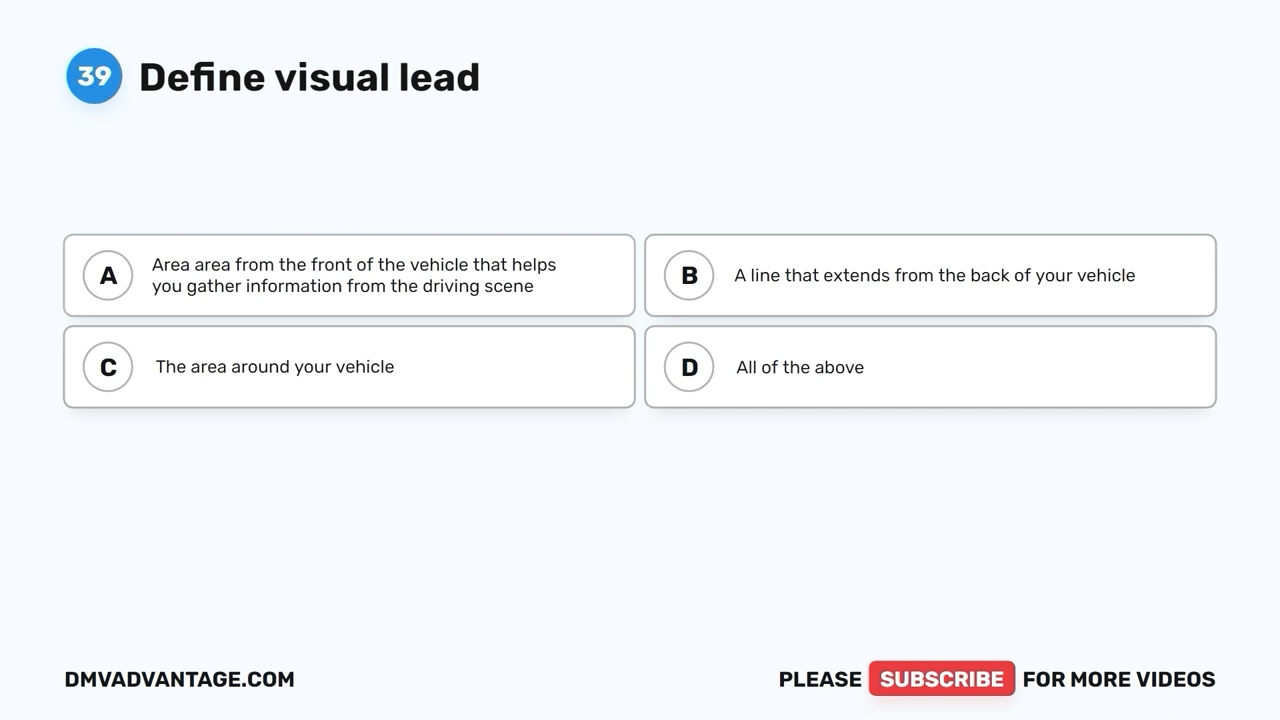 39 Define visual lead
A Area area from the front of the vehicle that helps
you gather information from the driving scene
B A line that extends from the back of your vehicle
C The area around your vehicle
D All of the above
DMVADVANTAGE.COM
PLEASE SUBSCRIBE FOR MORE VIDEOS